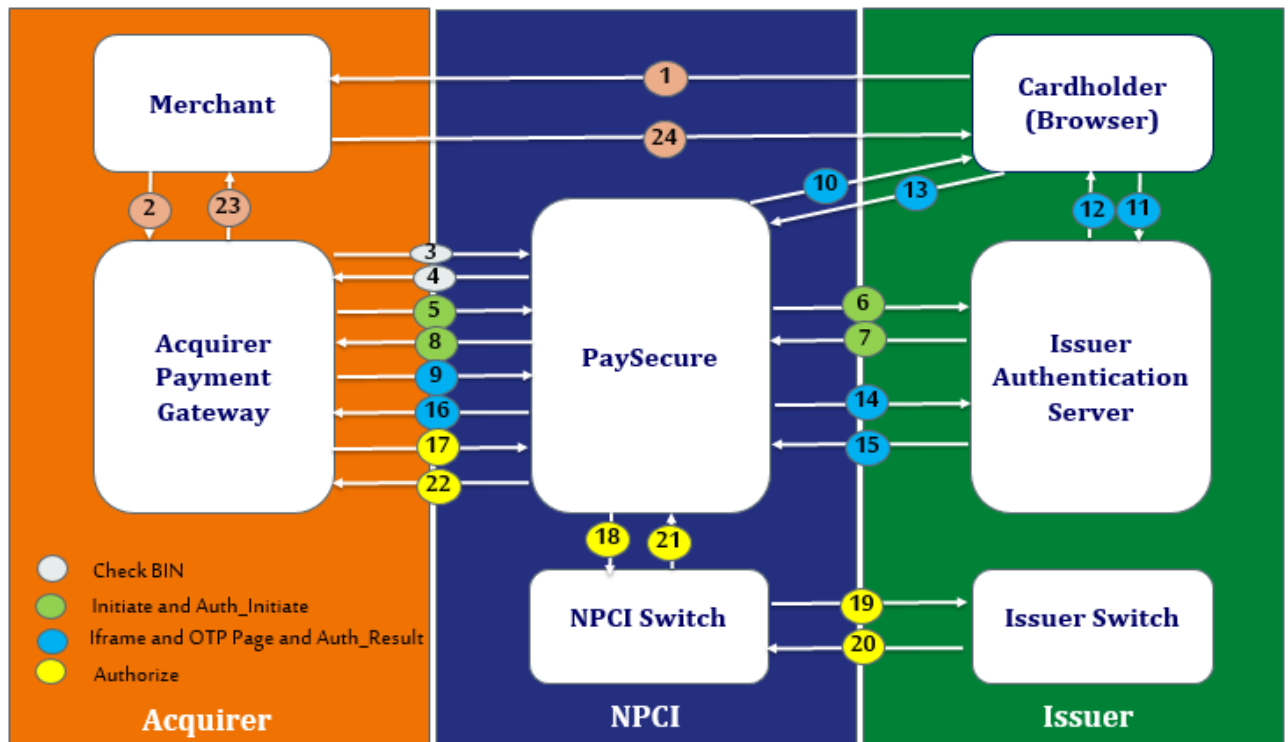 1
Merchant
Cardholder
(Browser)
24
10
13
2
23
12
11
3
4
5
6
8
7
Acquirer
Payment
Gateway
PaySecure
Issuer
Authentication
Server
9
16
14
17
15
22
18
21
Check BIN
Initiate and Auth_Initiate
Iframe and OTP Page and Auth_Result
Authorize
NPCI Switch
19
20
Issuer Switch
Acquirer
NPCI
Issuer